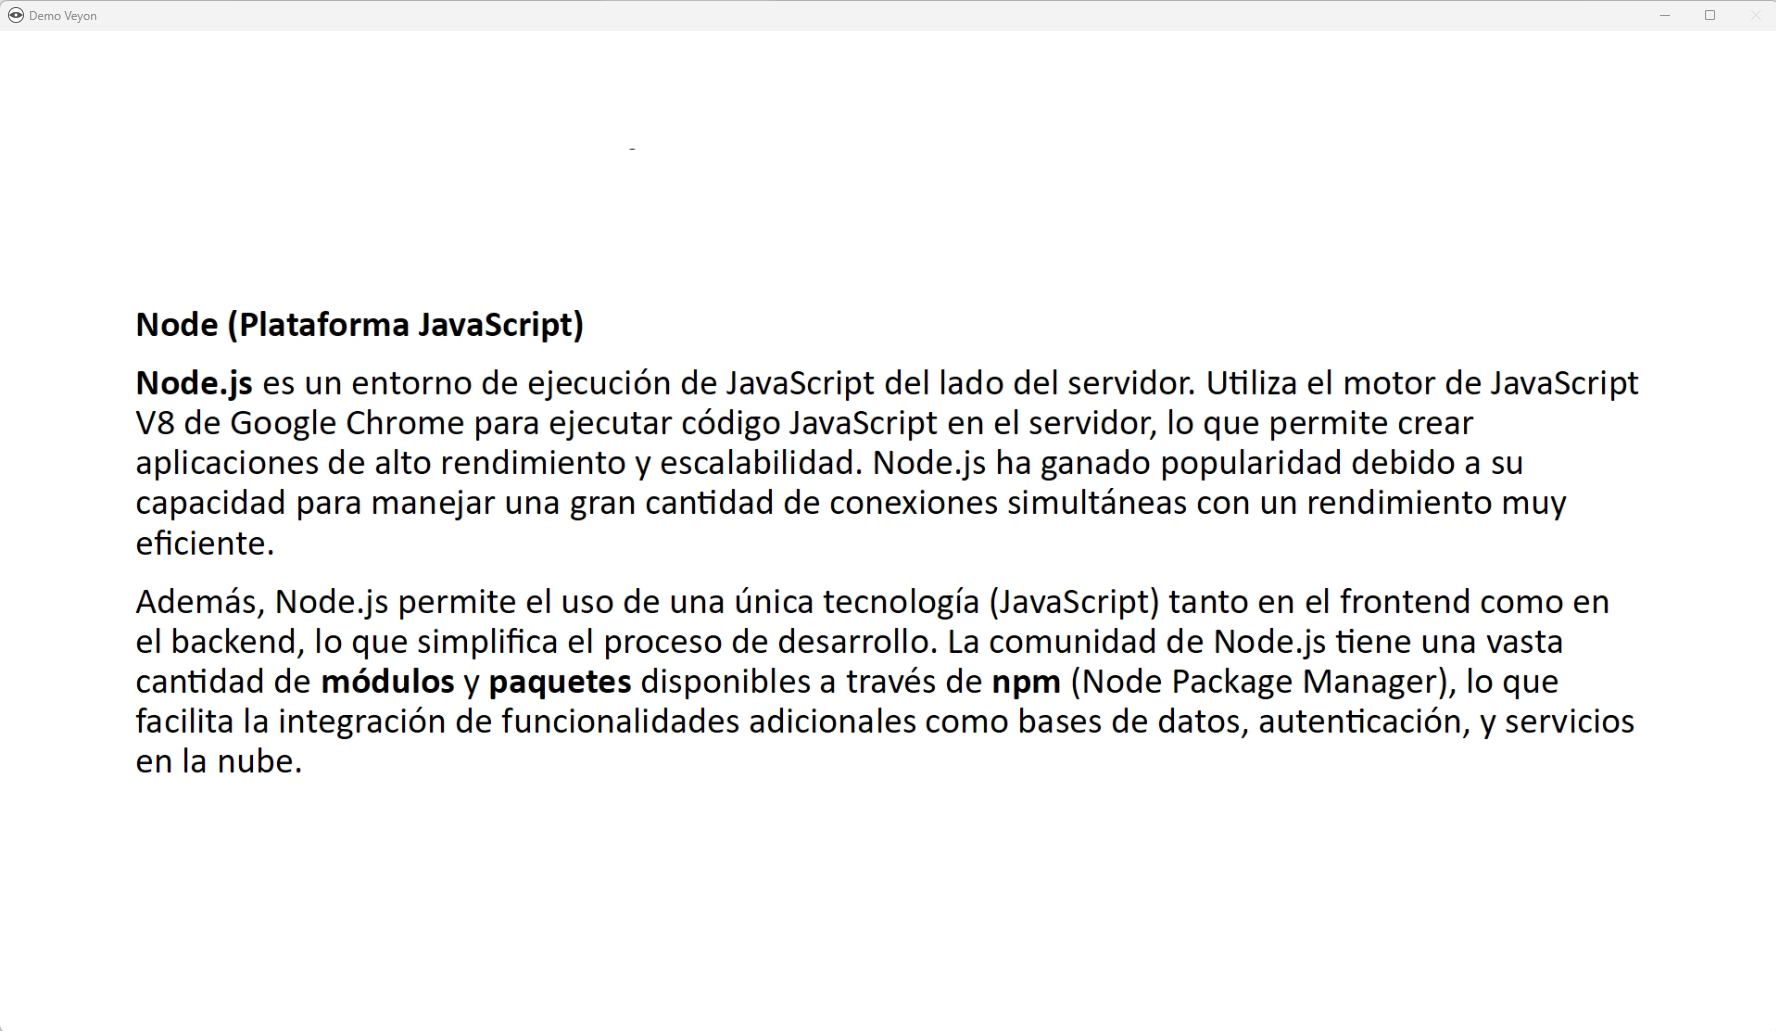 Demo Veyon
Node (Plataforma JavaScript)
Node.js es un entorno de ejecución de JavaScript del lado del servidor. Utiliza el motor de JavaScript
V8 de Google Chrome para ejecutar código JavaScript en el servidor, lo que permite crear
aplicaciones de alto rendimiento y escalabilidad. Node.js ha ganado popularidad debido a su
capacidad para manejar una gran cantidad de conexiones simultáneas con un rendimiento muy
eficiente.
Además, Node.js permite el uso de una única tecnología (JavaScript) tanto en el frontend como en
el backend, lo que simplifica el proceso de desarrollo. La comunidad de Node.js tiene una vasta
cantidad de módulos y paquetes disponibles a través de npm (Node Package Manager), lo que
facilita la integración de funcionalidades adicionales como bases de datos, autenticación, y servicios
en la nube.